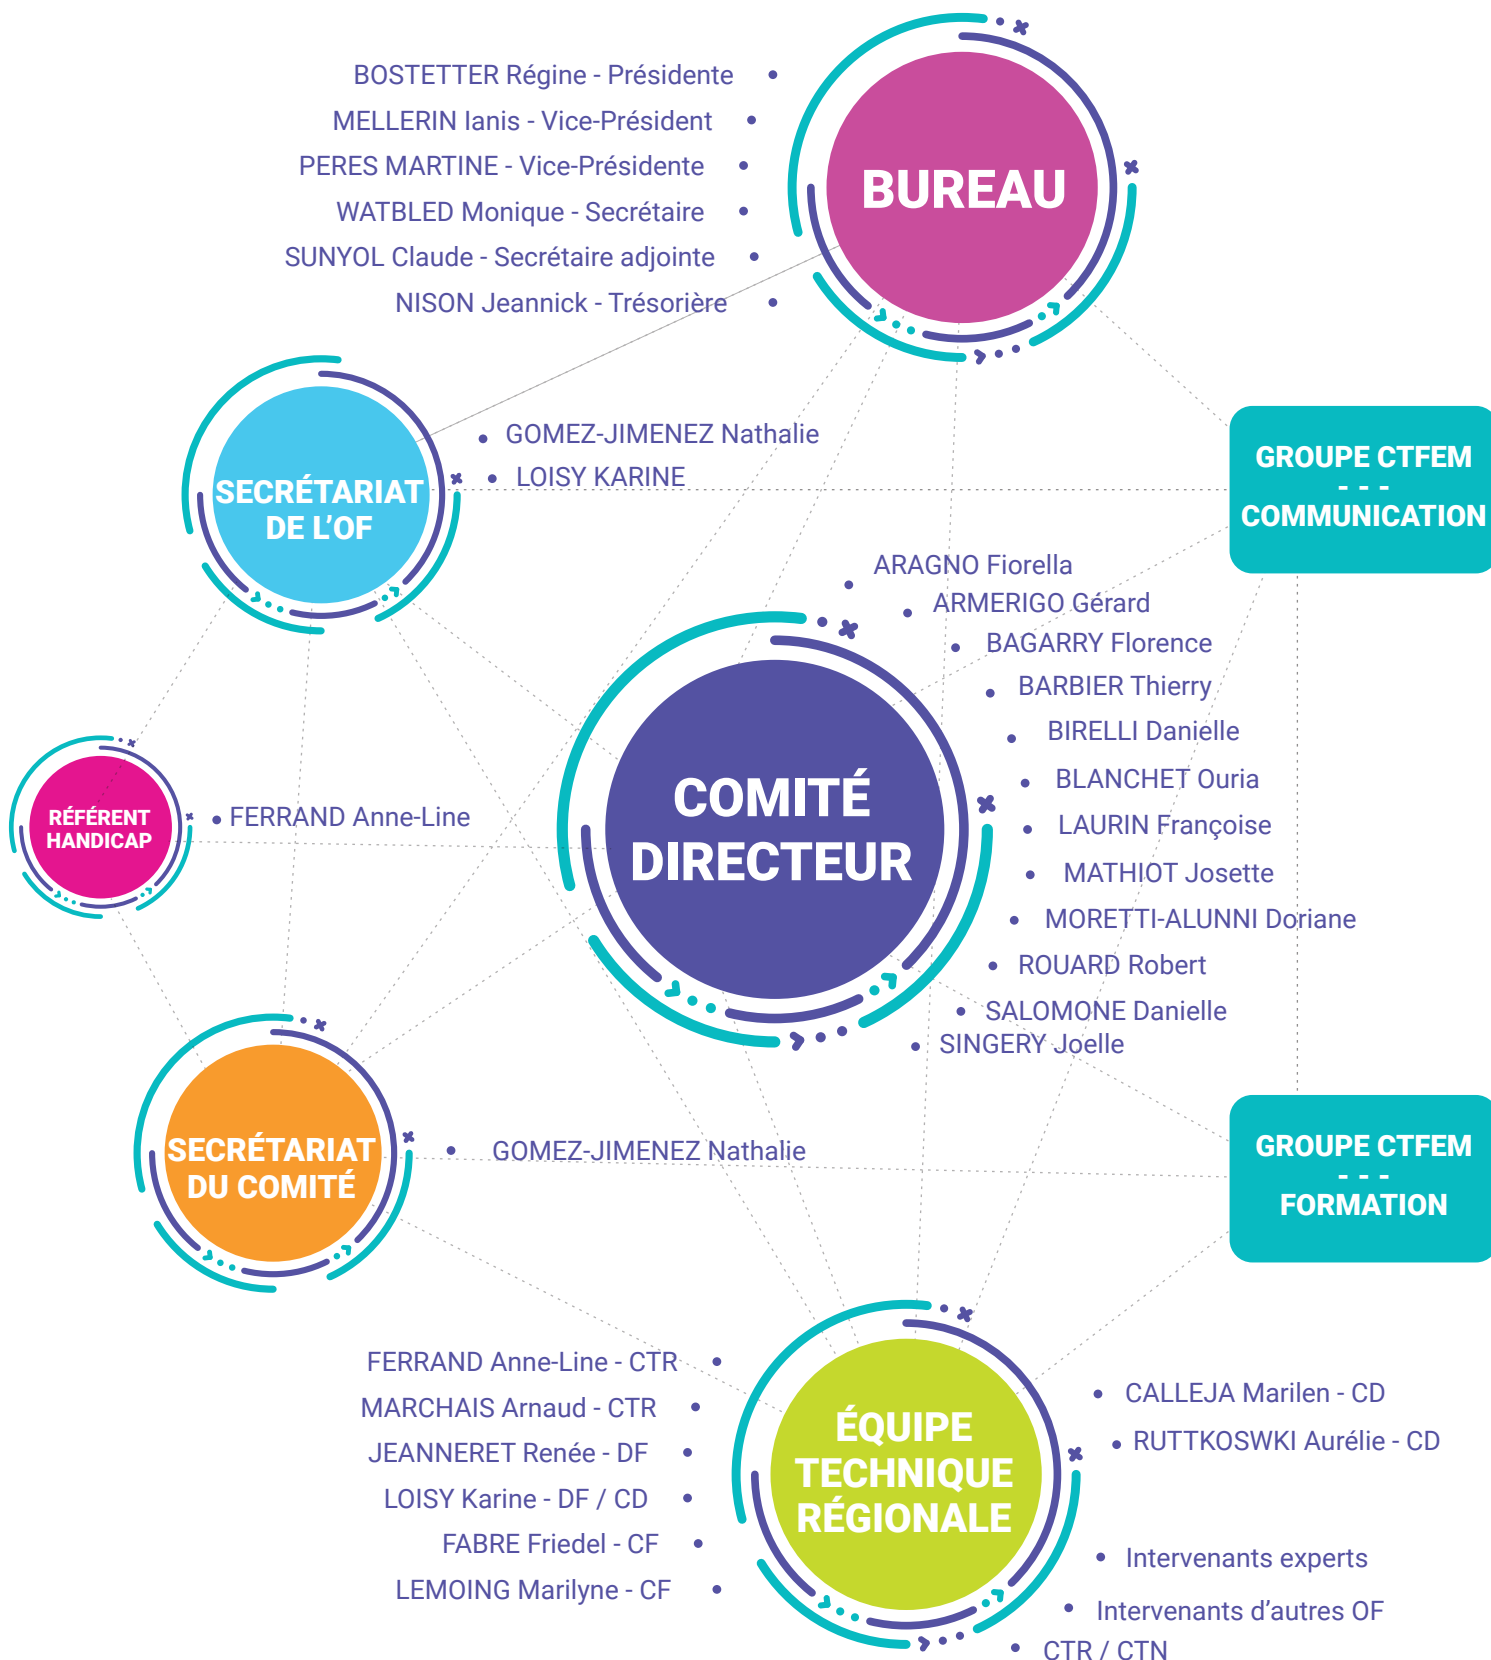 BOSTETTER Régine - Présidente
MELLERIN Ianis - Vice-Président
PERES MARTINE - Vice-Présidente
WATBLED Monique - Secrétaire
SUNYOL Claude - Secrétaire adjointe
NISON Jeannick - Trésorière
BUREAU
SECRÉTARIAT
DE L’OF
GOMEZ-JIMENEZ Nathalie
LOISY KARINE
GROUPE CTFEM
- - -
COMMUNICATION
COMITÉ
DIRECTEUR
ARAGNO Fiorella
ARMERIGO Gérard
BAGARRY Florence
BARBIER Thierry
BIRELLI Danielle
BLANCHET Ouria
LAURIN Françoise
MATHIOT Josette
MORETTI-ALUNNI Doriane
ROUARD Robert
SALOMONE Danielle
SINGERY Joelle
RÉFÉRENT
HANDICAP
FERRAND Anne-Line
SECRÉTARIAT
DU COMITÉ
GOMEZ-JIMENEZ Nathalie
GROUPE CTFEM
- - -
FORMATION
FERRAND Anne-Line - CTR
MARCHAIS Arnaud - CTR
JEANNERET Renée - DF
LOISY Karine - DF / CD
FABRE Friedel - CF
LEMOING Marilyne - CF
ÉQUIPE
TECHNIQUE
RÉGIONALE
CALLEJA Marilen - CD
RUTTKOSWKI Aurélie - CD
Intervenants experts
Intervenants d'autres OF
CTR / CTN